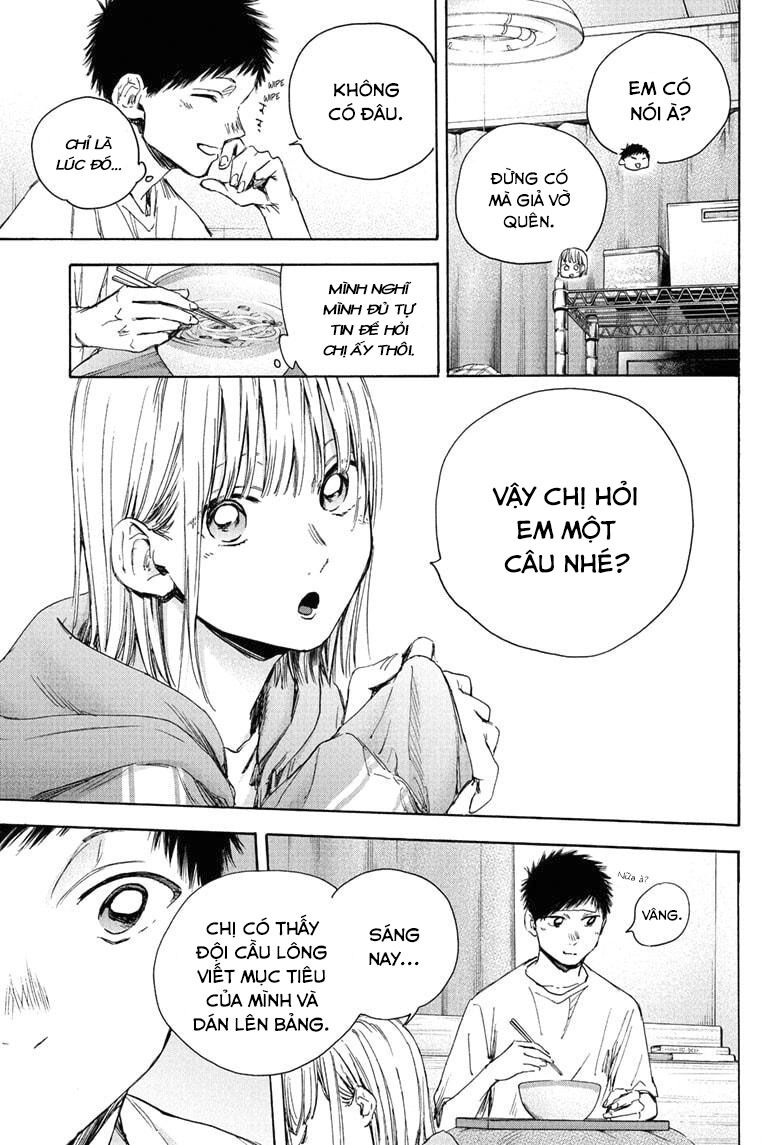 EM CÓ
NÓI À?
ĐỪNG CÓ
MÀ GIẢ VỜ
QUÊN.
KHÔNG
CÓ ĐÂU.
WIPE
WIPE
CHỈ LÀ
LÚC ĐÓ...
MÌNH NGHĨ
MÌNH ĐỦ TỰ
TIN ĐỂ HỎI
CHỊ ẤY THÔI.
VẬY CHỊ HỎI
EM MỘT
CÂU NHÉ?
Nữa à?
VÂNG.
SÁNG
NAY...
CHỊ CÓ THẤY
ĐỘI CẦU LÔNG
VIẾT MỤC TIÊU
CỦA MÌNH VÀ
DÁN LÊN BẢNG.